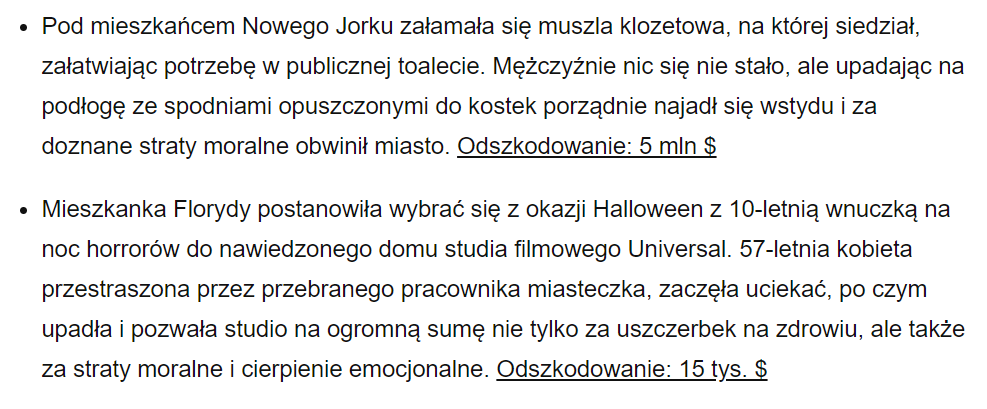 • Pod mieszkańcem Nowego Jorku załamała się muszla klozetowa, na której siedział,
załatwiając potrzebę w publicznej toalecie. Mężczyźnie nic się nie stało, ale upadając na
podłogę ze spodniami opuszczonymi do kostek porządnie najadł się wstydu i za
doznane straty moralne obwinił miasto. Odszkodowanie: 5 mln $
• Mieszkanka Florydy postanowiła wybrać się z okazji Halloween z 10-letnią wnuczką na
noc horrorów do nawiedzonego domu studia filmowego Universal. 57-letnia kobieta
przestraszona przez przebranego pracownika miasteczka, zaczęła uciekać, po czym
upadła i pozwała studio na ogromną sumę nie tylko za uszczerbek na zdrowiu, ale także
za straty moralne i cierpienie emocjonalne. Odszkodowanie: 15 tys. $